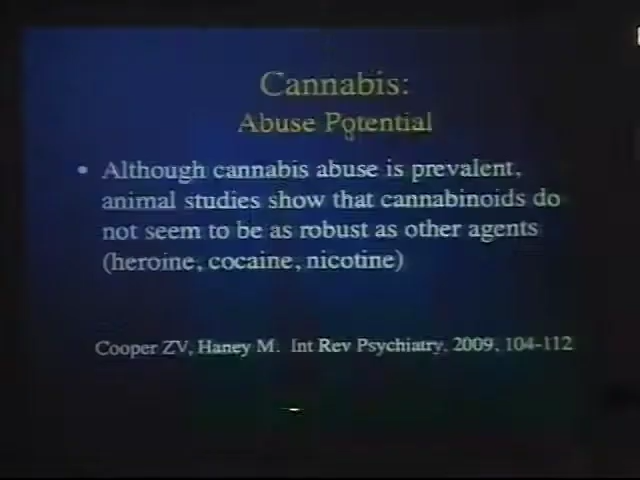 Cannabis:
Abuse Potential
• Although cannabis abuse is prevalent,
animal studies show that cannabinoids do
not seem to be as robust as other agents
(heroine, cocaine, nicotine)
Cooper ZV, Haney M. Int Rev Psychiatry, 2009, 104-112